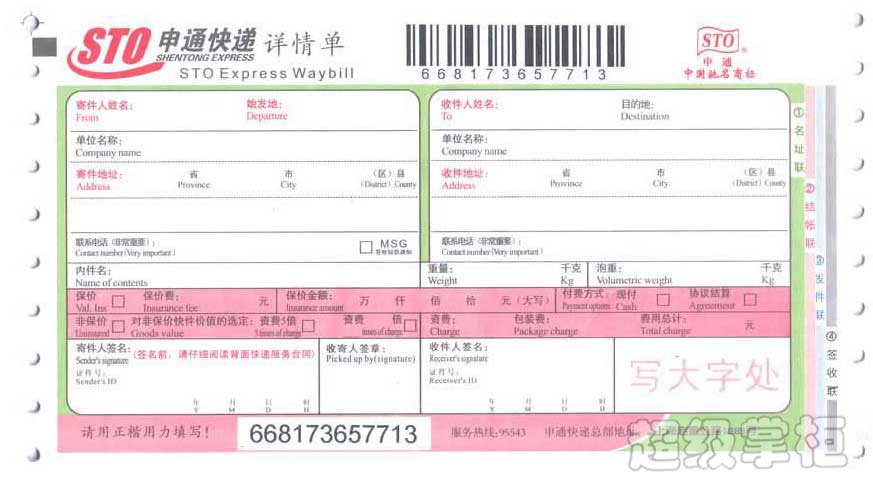 STO 申通快递 详情单
SHENTONG EXPRESS
STO Express Waybill
668173657713
STO
申通
中国驰名商标
寄件人姓名: 始发地: 收件人姓名: 目的地:
From Departure To Destination
单位名称: 单位名称:
Company name Company name
寄件地址: 省 市 (区)县 收件地址: 省 市 (区)县
Address Province City (District) County Address Province City (District) County
联系电话(非常重要): MSG 联系电话(非常重要):
Contact number(Very important) Contact number(Very important)
内件名: 重量: 千克 泡重: 千克
Name of contents Weight Kg Volumetric weight Kg
保价 保价费: 元 保价金额: 万 仟 佰 拾 元(大写) 付费方式: 现付 协议结算
Val. Ins Insurance fee Insurance amount Payment options Cash Agreement
非保价 对非保价快件价值的选定: 资费5倍 资费 倍 资费: 包装费: 费用总计: 元
Uninsured Goods value 5 times of charge times of charge Charge Package charge Total charge
寄件人签名: (签名前,请仔细阅读背面快递服务合同) 收寄人签章: 收件人签名:
Sender's signature Picked up by(signature) Receiver's signature
证件号: 证件号:
Sender's ID Receiver's ID
写大字处
年 月 日 时 年 月 日 时
Y M D H Y M D H
请用正楷用力填写! 668173657713 服务热线:95543 申通快递总部地址:
超级掌柜
①名址联
②结帐联
③发件联
④签收联